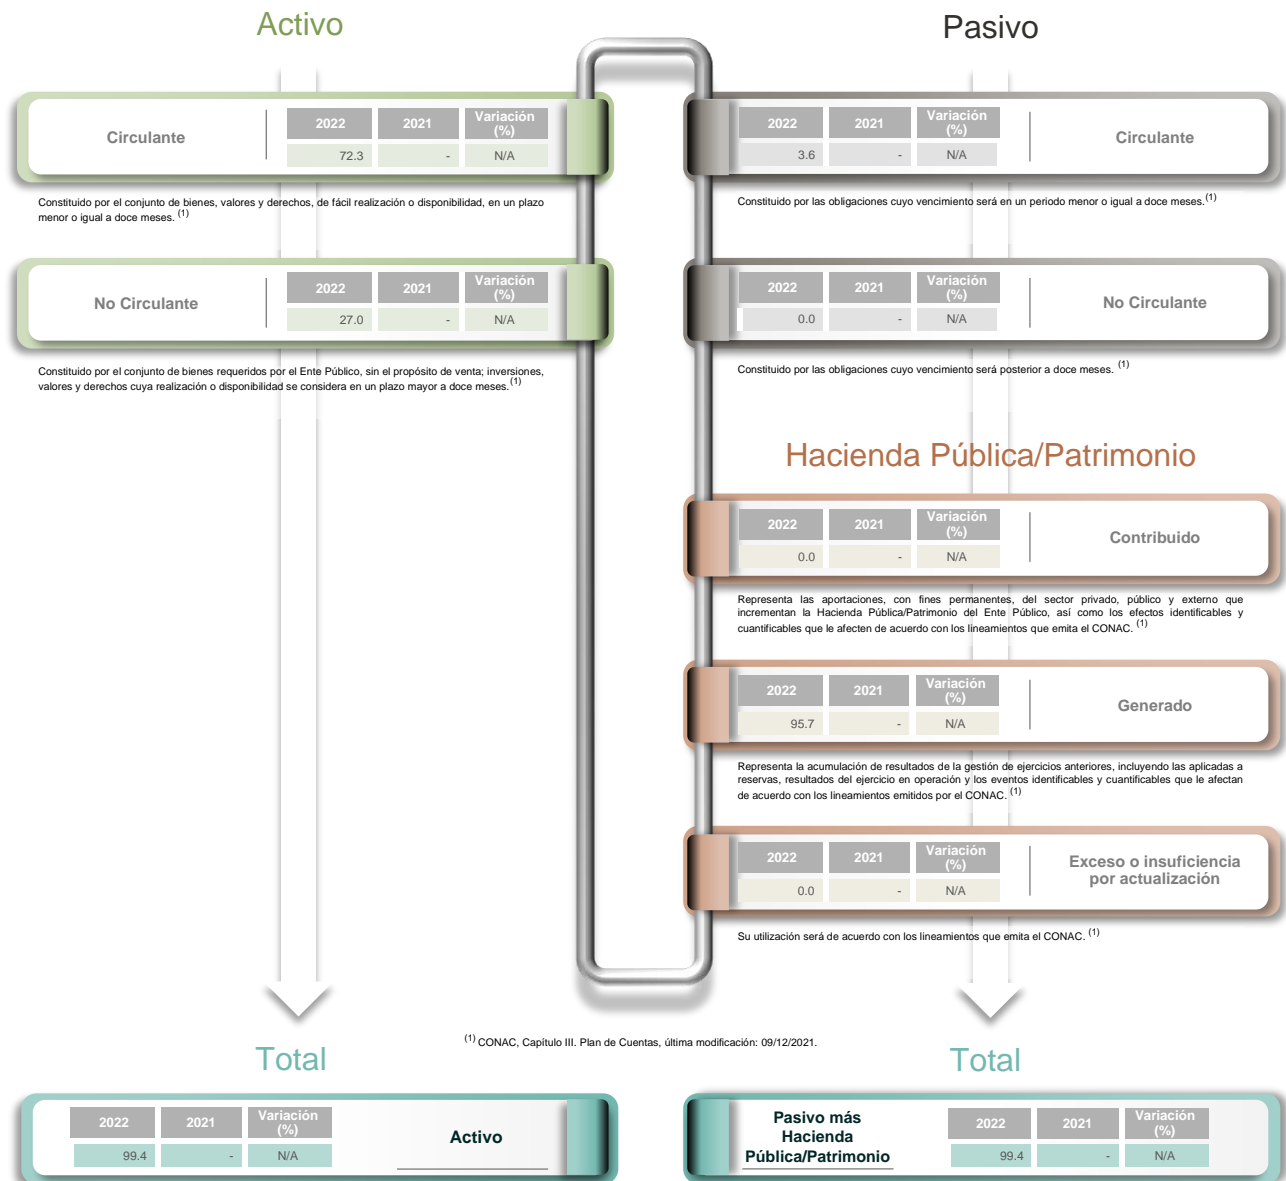 Activo
Circulante
2022 2021 Variación (%)
72.3 - N/A
Constituido por el conjunto de bienes, valores y derechos, de fácil realización o disponibilidad, en un plazo
menor o igual a doce meses. (1)
No Circulante
2022 2021 Variación (%)
27.0 - N/A
Constituido por el conjunto de bienes requeridos por el Ente Público, sin el propósito de venta; inversiones,
valores y derechos cuya realización o disponibilidad se considera en un plazo mayor a doce meses.(1)
Pasivo
2022 2021 Variación (%)
3.6 - N/A
Circulante
Constituido por las obligaciones cuyo vencimiento será en un periodo menor o igual a doce meses.(1)
2022 2021 Variación (%)
0.0 - N/A
No Circulante
Constituido por las obligaciones cuyo vencimiento será posterior a doce meses. (1)
Hacienda Pública/Patrimonio
2022 2021 Variación (%)
0.0 - N/A
Contribuido
Representa las aportaciones, con fines permanentes, del sector privado, público y externo que
incrementan la Hacienda Pública/Patrimonio del Ente Público, así como los efectos identificables y
cuantificables que le afecten de acuerdo con los lineamientos que emita el CONAC. (1)
2022 2021 Variación (%)
95.7 - N/A
Generado
Representa la acumulación de resultados de la gestión de ejercicios anteriores, incluyendo las aplicadas a
reservas, resultados del ejercicio en operación y los eventos identificables y cuantificables que le afectan
de acuerdo con los lineamientos emitidos por el CONAC. (1)
2022 2021 Variación (%)
0.0 - N/A
Exceso o insuficiencia
por actualización
Su utilización será de acuerdo con los lineamientos que emita el CONAC. (1)
(1) CONAC, Capítulo III. Plan de Cuentas, última modificación: 09/12/2021.
Total
2022 2021 Variación (%)
99.4 - N/A
Activo
Total
Pasivo más
Hacienda
Pública/Patrimonio
2022 2021 Variación (%)
99.4 - N/A